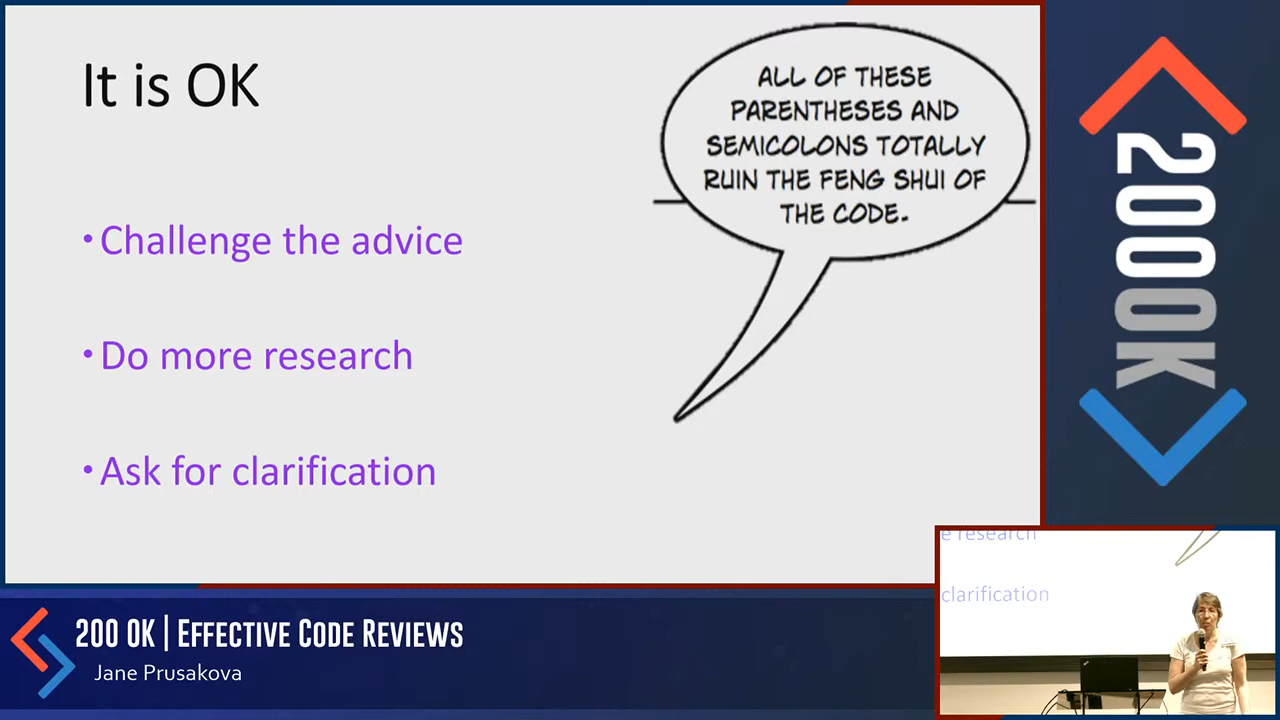 It is OK
• Challenge the advice
• Do more research
• Ask for clarification
ALL OF THESE
PARENTHESES AND
SEMICOLONS TOTALLY
RUIN THE FENG SHUI OF
THE CODE.
200OK
e research
clarification
200 OK | Effective Code Reviews
Jane Prusakova